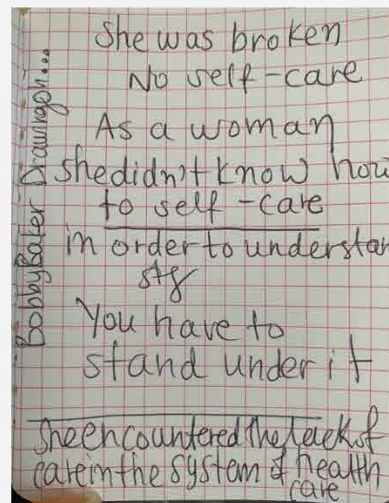 She was broken
No self-care
As a woman
she didn't know how
to self-care
in order to understan
stg
You have to
stand under it
She encountered the lack of
care in the system of health
care
Bobby Baker